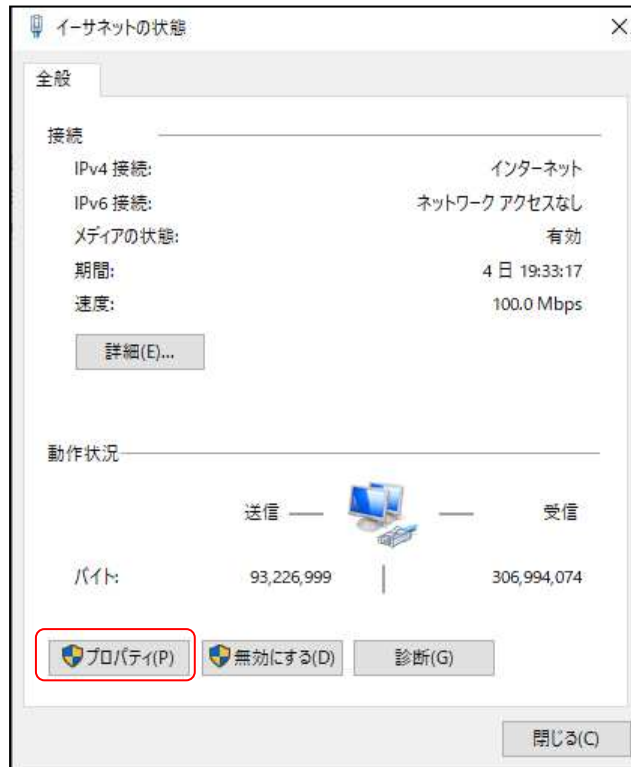 イーサネットの状態
全般
接続
IPv4 接続: インターネット
IPv6 接続: ネットワーク アクセスなし
メディアの状態: 有効
期間: 4 日 19:33:17
速度: 100.0 Mbps
詳細(E)...
動作状況
送信 受信
バイト: 93,226,999 306,994,074
プロパティ(P) 無効にする(D) 診断(G)
閉じる(C)